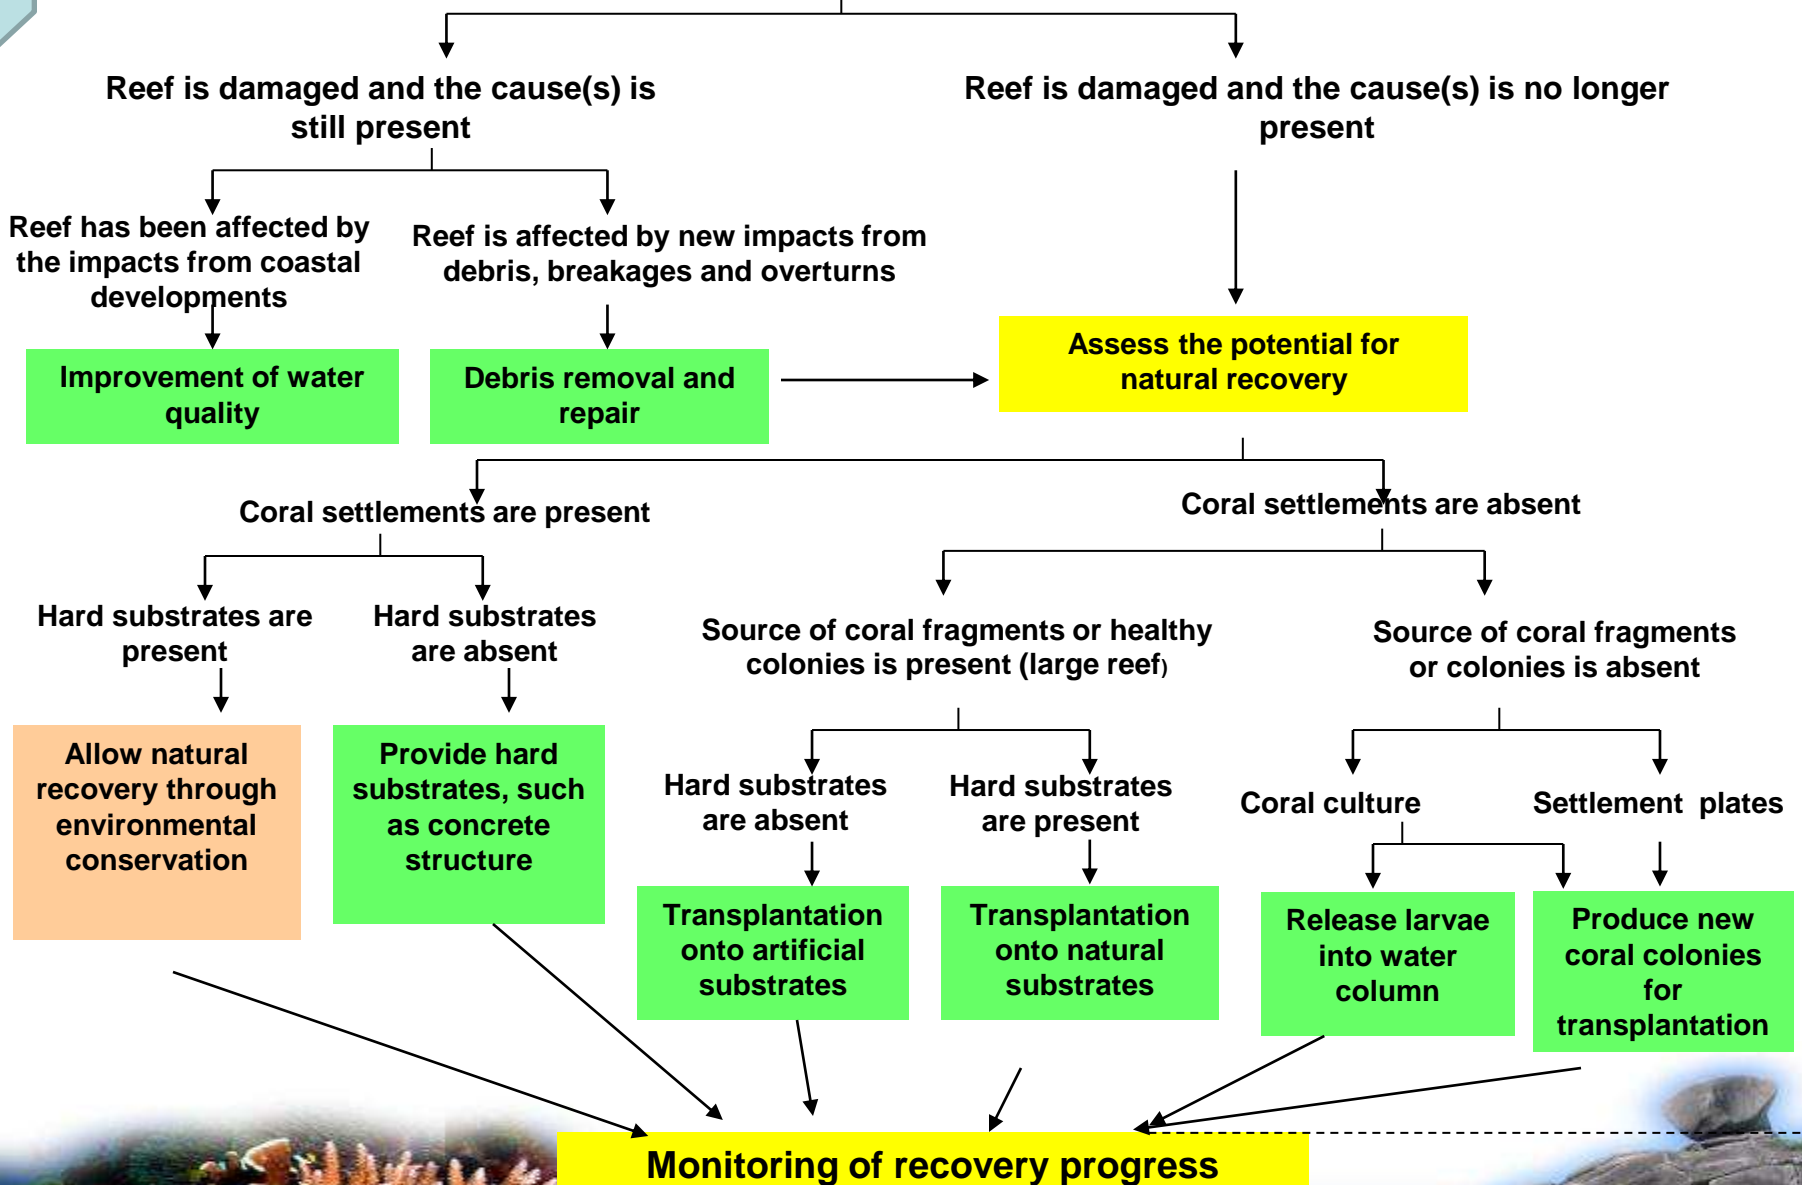 Reef is damaged and the cause(s) is
still present
Reef is damaged and the cause(s) is no longer
present
Reef has been affected by
the impacts from coastal
developments
Reef is affected by new impacts from
debris, breakages and overturns
Improvement of water
quality
Debris removal and
repair
Assess the potential for
natural recovery
Coral settlements are present
Coral settlements are absent
Hard substrates are
present
Hard substrates
are absent
Source of coral fragments or healthy
colonies is present (large reef)
Source of coral fragments
or colonies is absent
Allow natural
recovery through
environmental
conservation
Provide hard
substrates, such
as concrete
structure
Hard substrates
are absent
Hard substrates
are present
Coral culture
Settlement plates
Transplantation
onto artificial
substrates
Transplantation
onto natural
substrates
Release larvae
into water
column
Produce new
coral colonies
for
transplantation
Monitoring of recovery progress